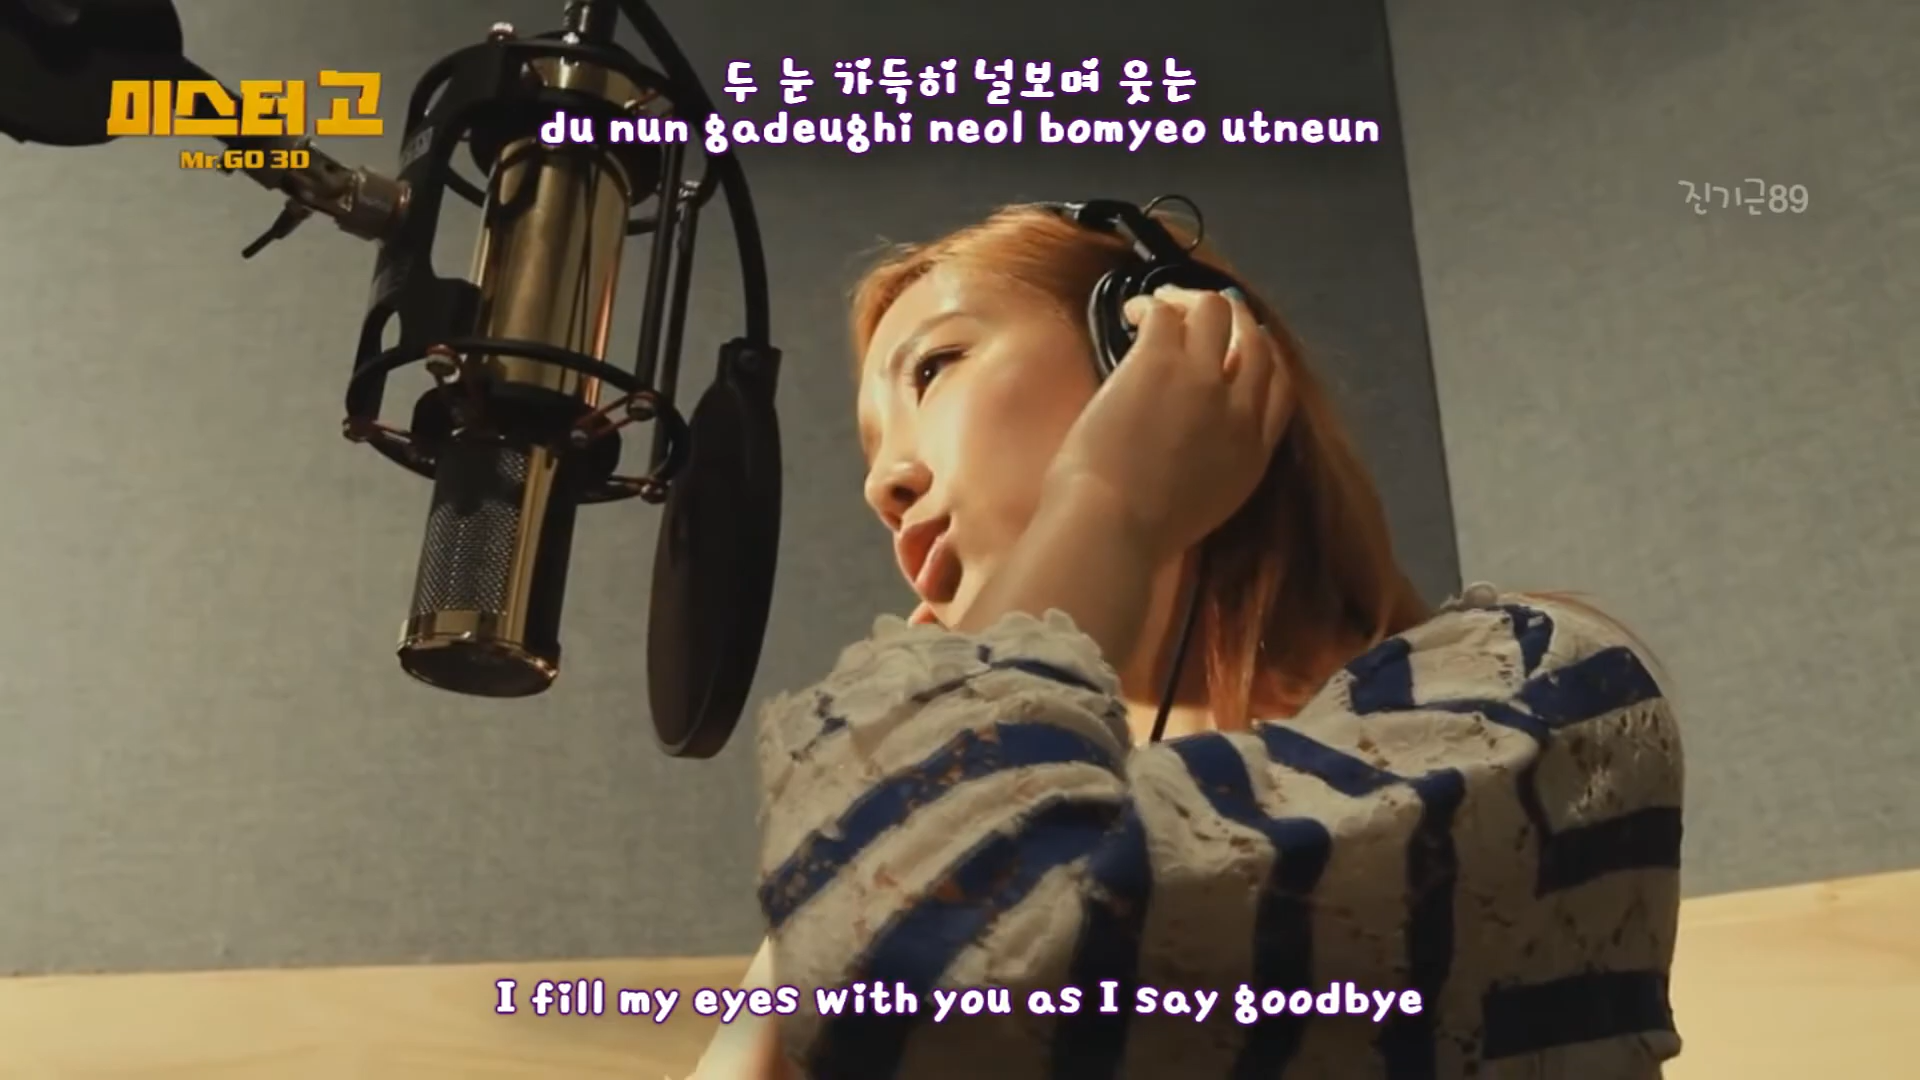 미스터 고
Mr.GO 3D
두 눈 가득히 널보며 웃는
du nun gadeughi neol bomyeo utneun
진기근89
I fill my eyes with you as I say goodbye